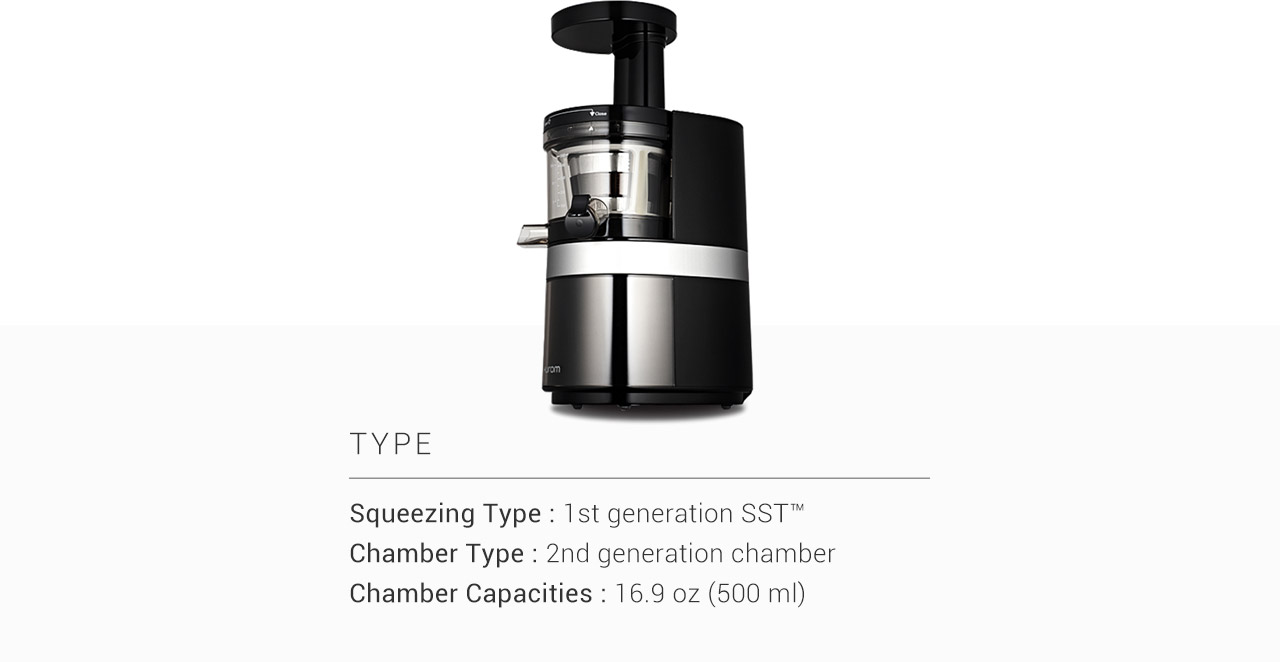 Close
urom
TYPE
Squeezing Type : 1st generation SST™
Chamber Type : 2nd generation chamber
Chamber Capacities : 16.9 oz (500 ml)